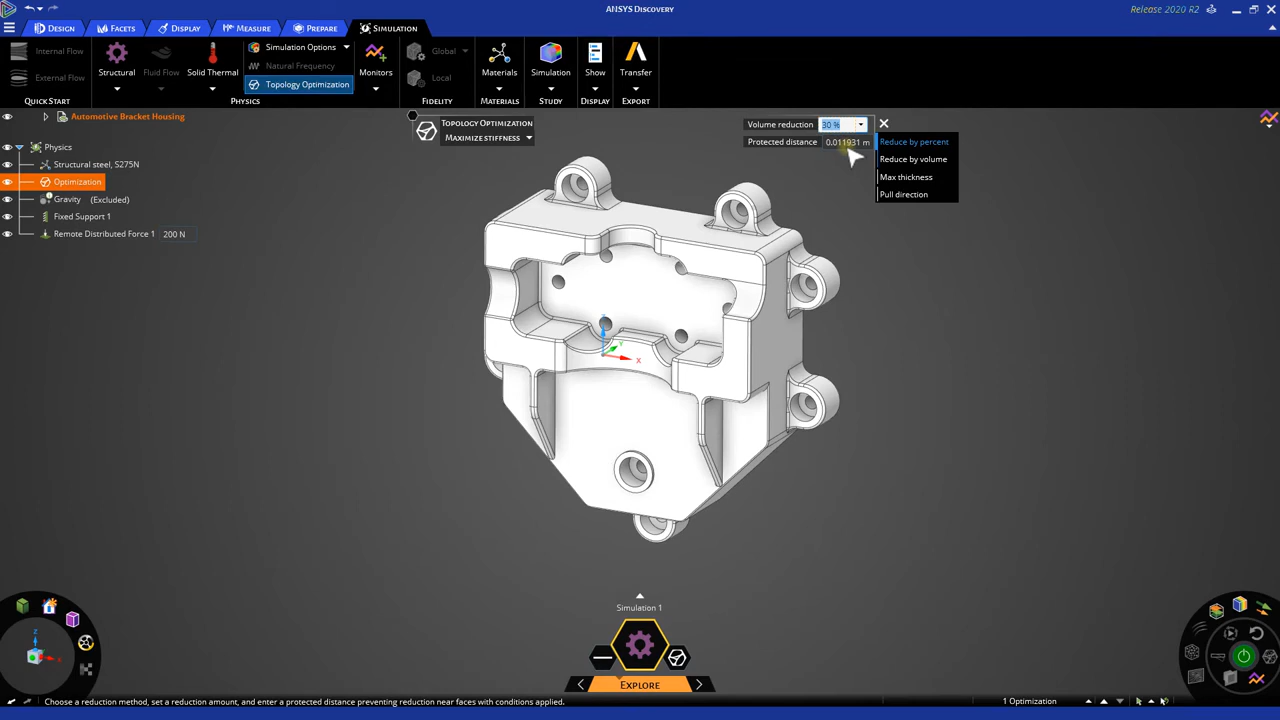 ANSYS Discovery
Release 2020 R2
DESIGN
FACETS
DISPLAY
MEASURE
PREPARE
SIMULATION
Internal Flow
External Flow
QUICK START
Structural
Fluid Flow
Solid Thermal
Simulation Options
Natural Frequency
Topology Optimization
PHYSICS
Monitors
Global
Local
FIDELITY
Materials
MATERIALS
Simulation
STUDY
Show
DISPLAY
Transfer
EXPORT
Automotive Bracket Housing
Physics
Structural steel, S275N
Optimization
Gravity (Excluded)
Fixed Support 1
Remote Distributed Force 1 200 N
TOPOLOGY OPTIMIZATION
MAXIMIZE STIFFNESS
Volume reduction 30 %
Protected distance 0.011931 m
Reduce by percent
Reduce by volume
Max thickness
Pull direction
Z
Y
X
Z
X
Simulation 1
EXPLORE
Choose a reduction method, set a reduction amount, and enter a protected distance preventing reduction near faces with conditions applied.
1 Optimization